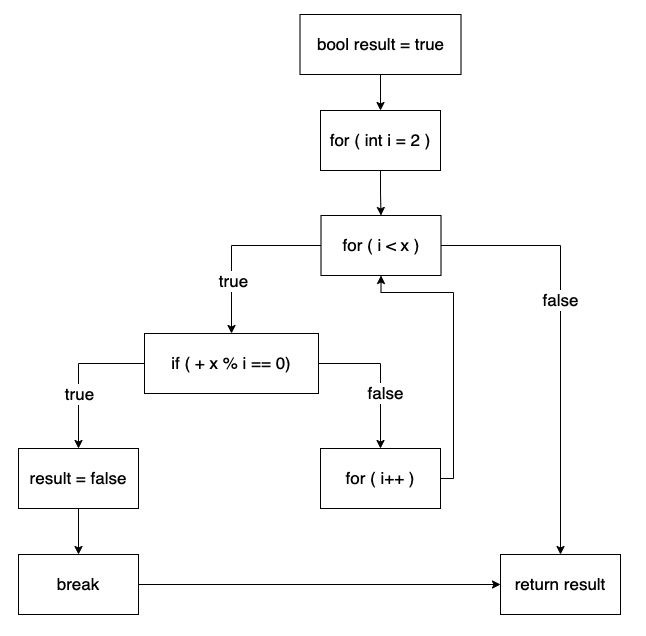 bool result = true
for ( int i = 2 )
for ( i < x )
true
false
if ( + x % i == 0)
true
false
result = false
for ( i++ )
break
return result